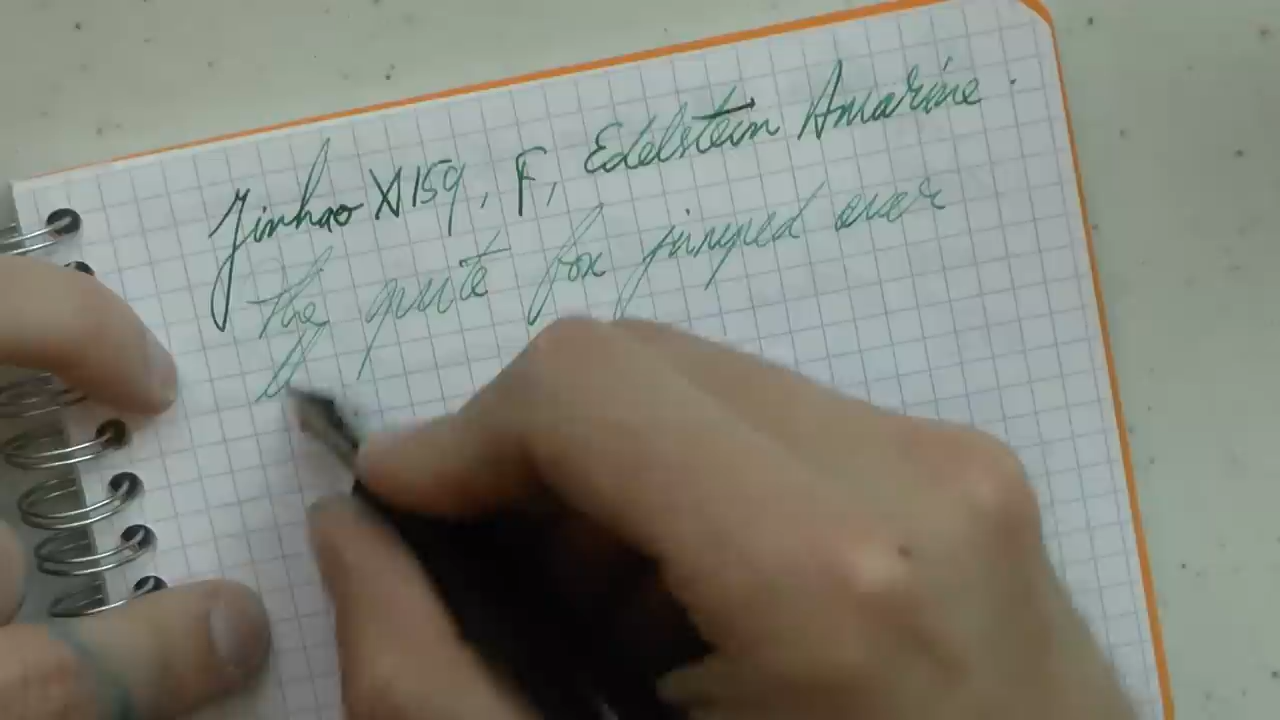 Jinhao X159, F, Edelstein Amarine.
The quite fox jumped over